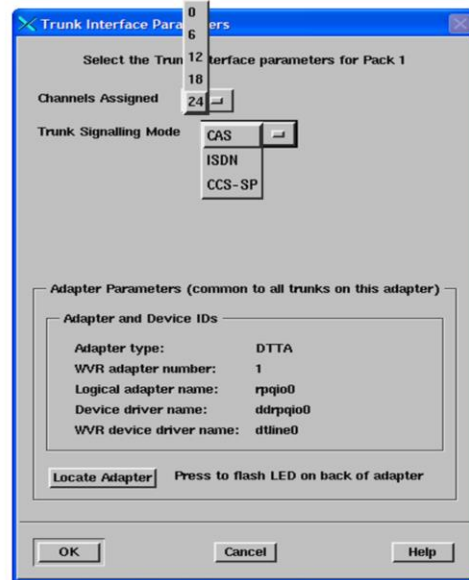 0
Trunk Interface Para ers
6
Select the Trun 12 terface parameters for Pack 1
18
Channels Assigned 24
Trunk Signalling Mode CAS
ISDN
CCS-SP
Adapter Parameters (common to all trunks on this adapter)
Adapter and Device IDs
Adapter type: DTTA
WVR adapter number: 1
Logical adapter name: rpqio0
Device driver name: ddrpqio0
WVR device driver name: dtline0
Locate Adapter Press to flash LED on back of adapter
OK Cancel Help